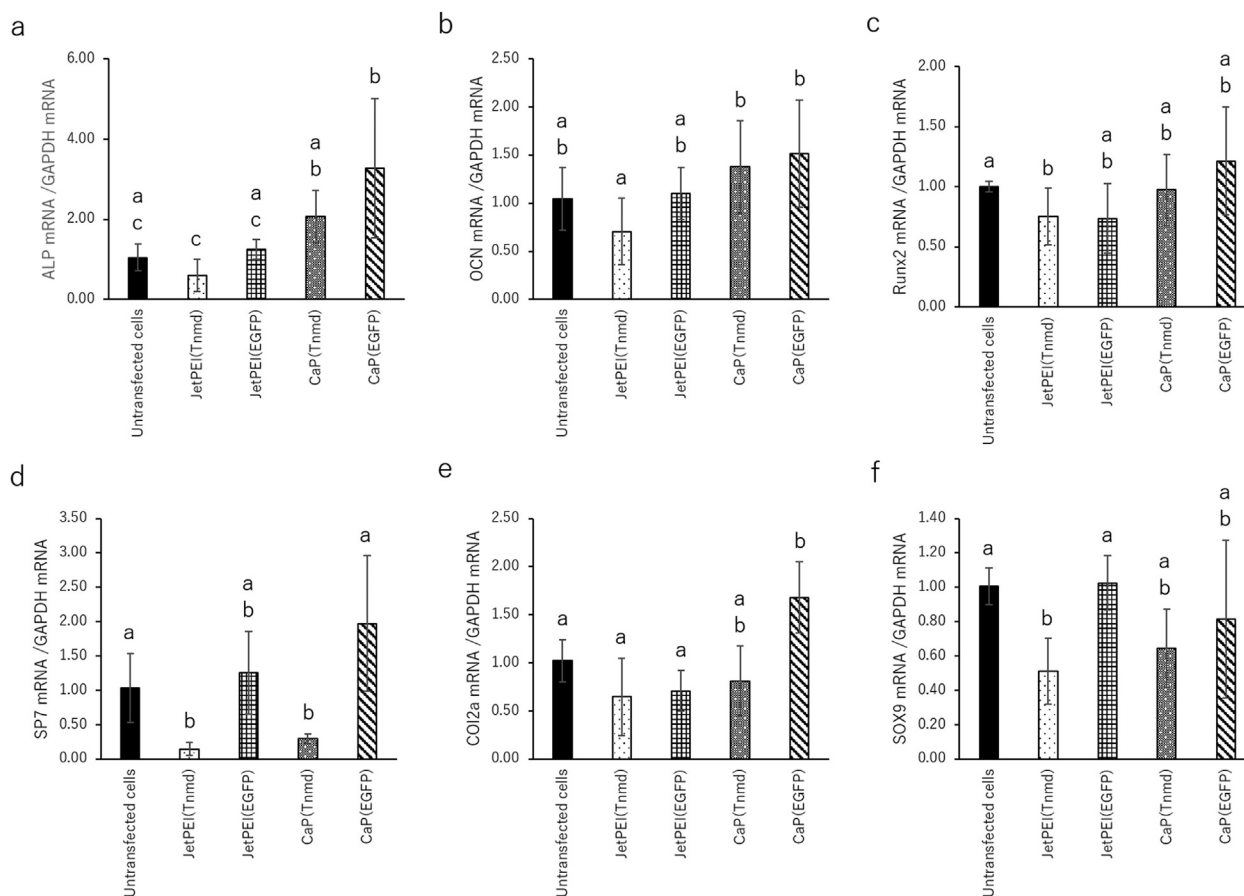 a
6.00
4.00
2.00
0.00
ALP mRNA /GAPDH mRNA
a
c
c
a
c
a
b
b
Untransfected cells
JetPEI(Tnmd)
JetPEI(EGFP)
CaP(Tnmd)
CaP(EGFP)
b
2.50
2.00
1.50
1.00
0.50
0.00
OCN mRNA /GAPDH mRNA
a
b
a
a
b
b
b
Untransfected cells
JetPEI(Tnmd)
JetPEI(EGFP)
CaP(Tnmd)
CaP(EGFP)
c
2.00
1.50
1.00
0.50
0.00
Runx2 mRNA /GAPDH mRNA
a
b
a
b
a
b
a
b
Untransfected cells
JetPEI(Tnmd)
JetPEI(EGFP)
CaP(Tnmd)
CaP(EGFP)
d
3.50
3.00
2.50
2.00
1.50
1.00
0.50
0.00
SP7 mRNA /GAPDH mRNA
a
b
a
b
b
a
Untransfected cells
JetPEI(Tnmd)
JetPEI(EGFP)
CaP(Tnmd)
CaP(EGFP)
e
2.50
2.00
1.50
1.00
0.50
0.00
COl2a mRNA /GAPDH mRNA
a
a
a
a
b
b
Untransfected cells
JetPEI(Tnmd)
JetPEI(EGFP)
CaP(Tnmd)
CaP(EGFP)
f
1.40
1.20
1.00
0.80
0.60
0.40
0.20
0.00
SOX9 mRNA /GAPDH mRNA
a
b
a
a
b
a
b
Untransfected cells
JetPEI(Tnmd)
JetPEI(EGFP)
CaP(Tnmd)
CaP(EGFP)